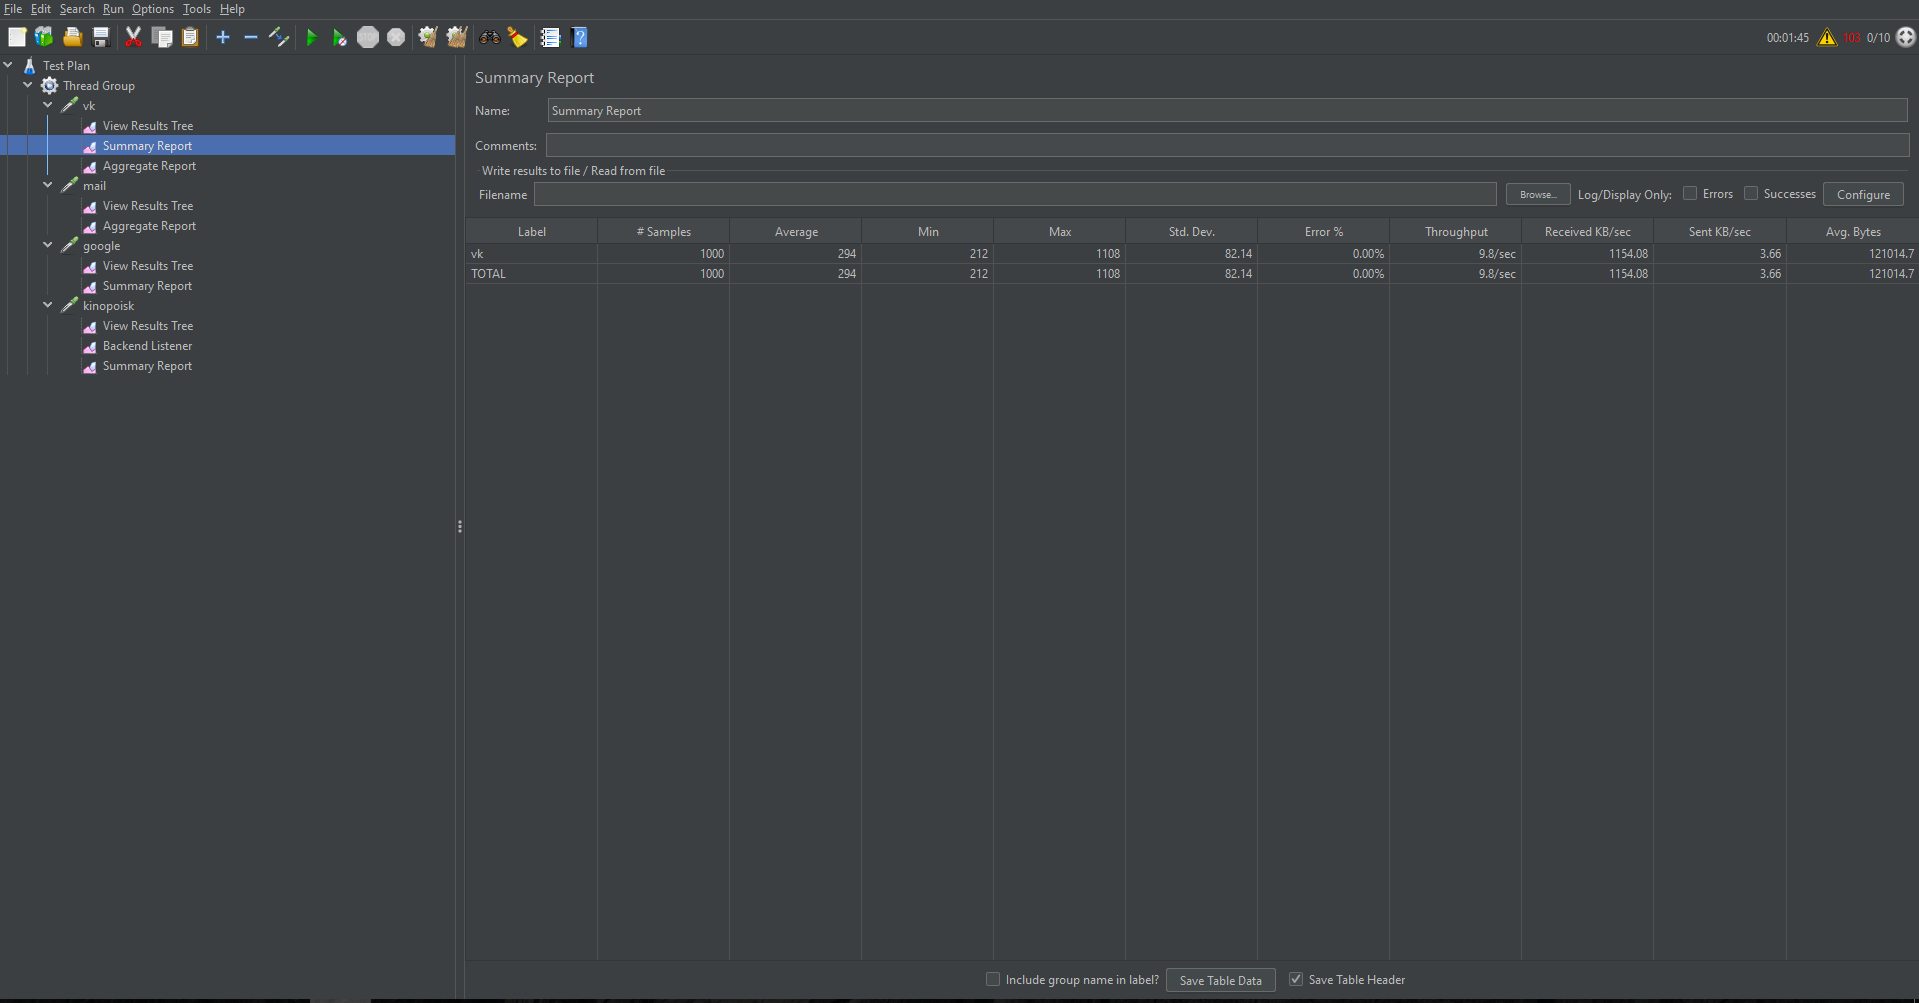 File Edit Search Run Options Tools Help
00:01:45 103 0/10
Test Plan
Thread Group
vk
View Results Tree
Summary Report
Aggregate Report
mail
View Results Tree
Aggregate Report
google
View Results Tree
Summary Report
kinopoisk
View Results Tree
Backend Listener
Summary Report
Summary Report
Name: Summary Report
Comments:
Write results to file / Read from file
Filename Browse... Log/Display Only: Errors Successes Configure
Label # Samples Average Min Max Std. Dev. Error % Throughput Received KB/sec Sent KB/sec Avg. Bytes
vk 1000 294 212 1108 82.14 0.00% 9.8/sec 1154.08 3.66 121014.7
TOTAL 1000 294 212 1108 82.14 0.00% 9.8/sec 1154.08 3.66 121014.7
Include group name in label? Save Table Data Save Table Header